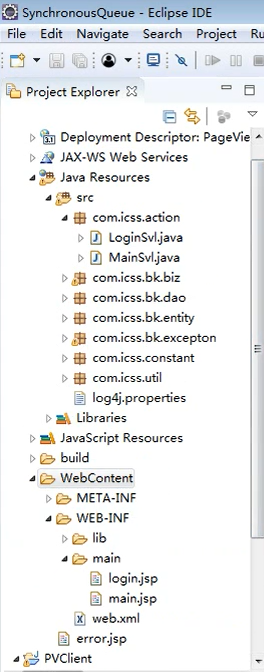 SynchronousQueue - Eclipse IDE
File Edit Navigate Search Project Ru
Project Explorer
Deployment Descriptor: PageVie
JAX-WS Web Services
Java Resources
src
com.icss.action
LoginSvl.java
MainSvl.java
com.icss.bk.biz
com.icss.bk.dao
com.icss.bk.entity
com.icss.bk.excepton
com.icss.constant
com.icss.util
log4j.properties
Libraries
JavaScript Resources
build
WebContent
META-INF
WEB-INF
lib
main
login.jsp
main.jsp
web.xml
error.jsp
PVClient